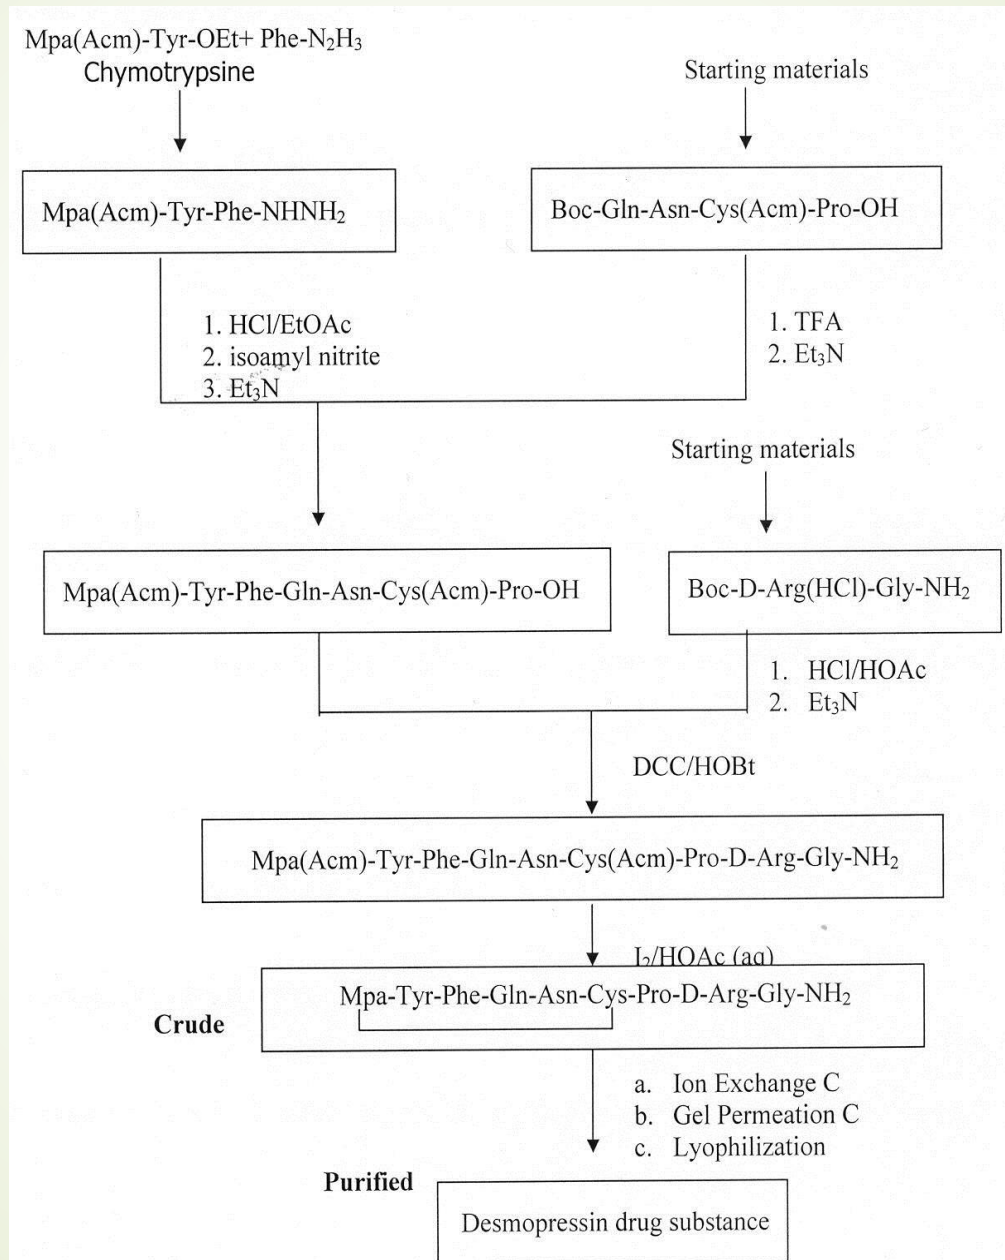 Mpa(Acm)-Tyr-OEt+ Phe-N₂H₃
Chymotrypsine
Starting materials
Mpa(Acm)-Tyr-Phe-NHNH₂
Boc-Gln-Asn-Cys(Acm)-Pro-OH
1. HCl/EtOAc
2. isoamyl nitrite
3. Et₃N
1. TFA
2. Et₃N
Starting materials
Mpa(Acm)-Tyr-Phe-Gln-Asn-Cys(Acm)-Pro-OH
Boc-D-Arg(HCl)-Gly-NH₂
1. HCl/HOAc
2. Et₃N
DCC/HOBt
Mpa(Acm)-Tyr-Phe-Gln-Asn-Cys(Acm)-Pro-D-Arg-Gly-NH₂
I₂/HOAc (aq)
Mpa-Tyr-Phe-Gln-Asn-Cys-Pro-D-Arg-Gly-NH₂
Crude
a. Ion Exchange C
b. Gel Permeation C
c. Lyophilization
Purified
Desmopressin drug substance